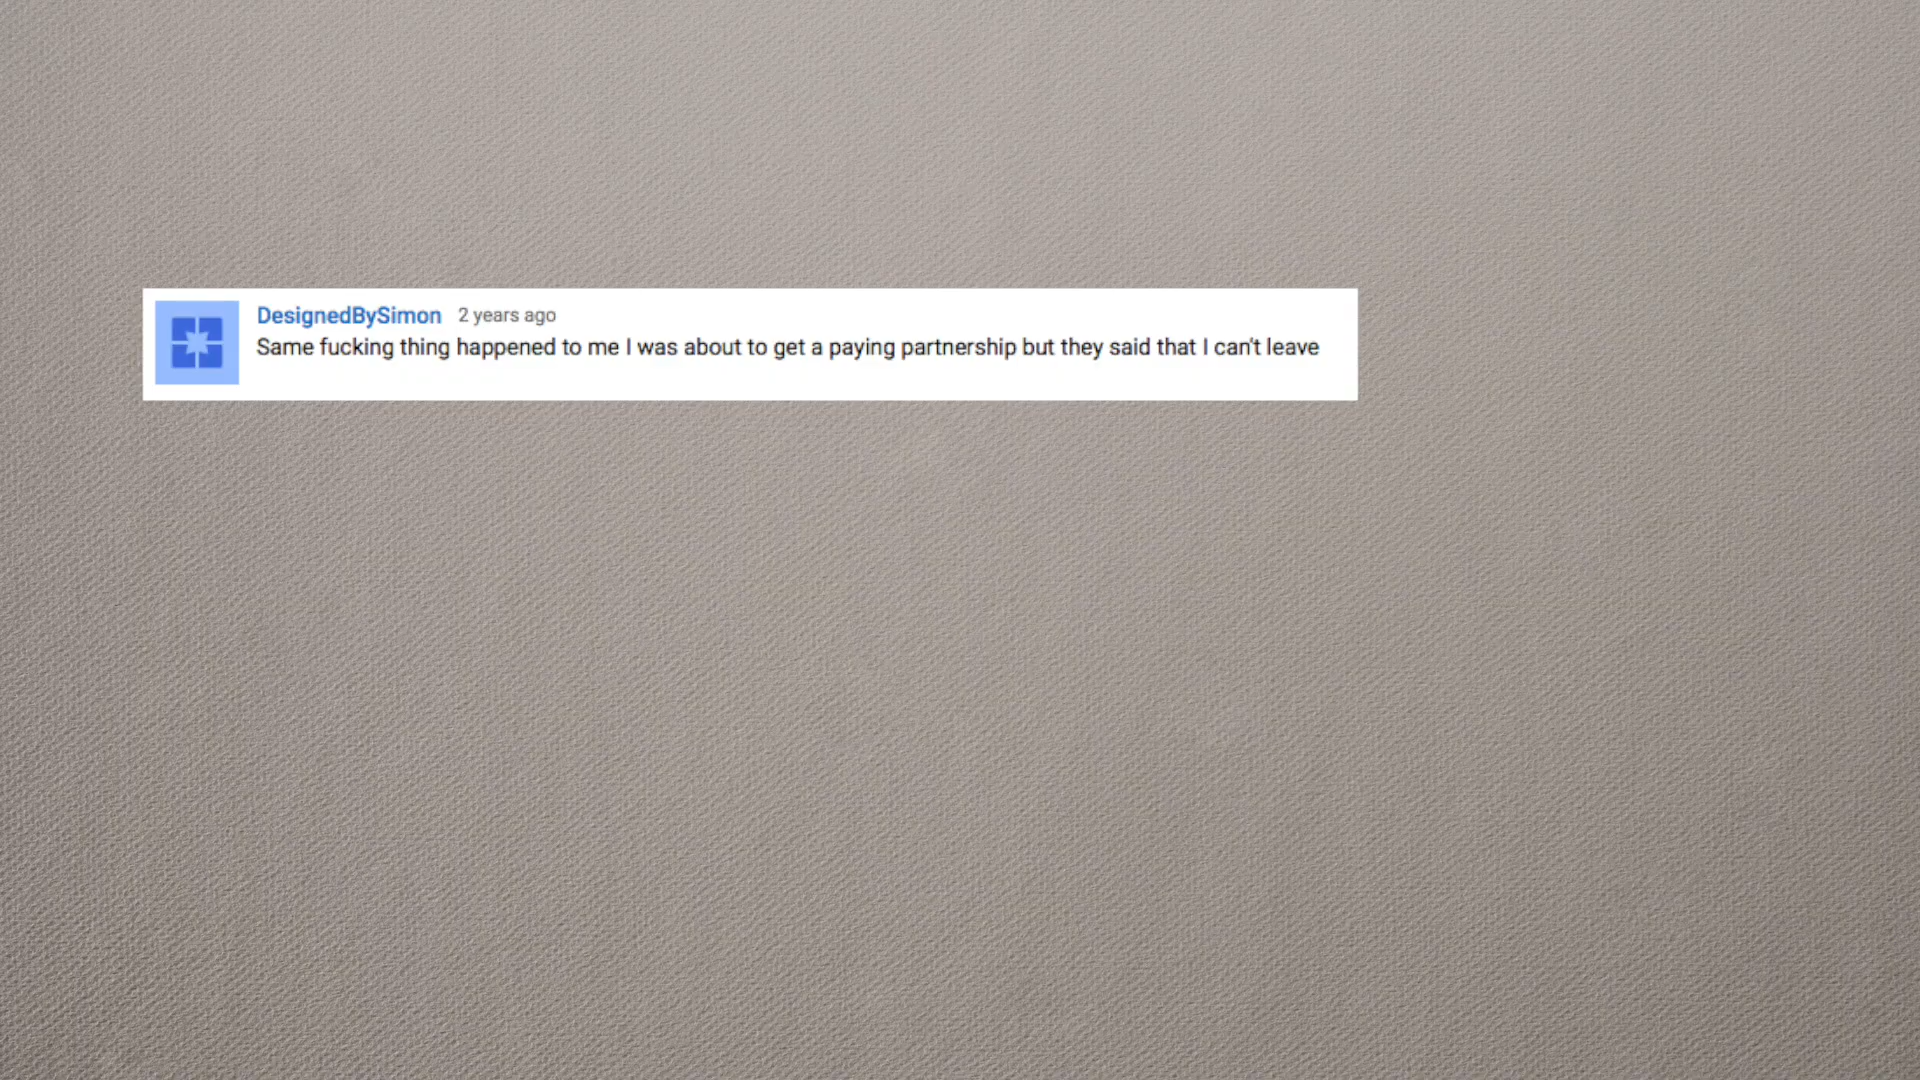 DesignedBySimon 2 years ago
Same fucking thing happened to me I was about to get a paying partnership but they said that I can't leave